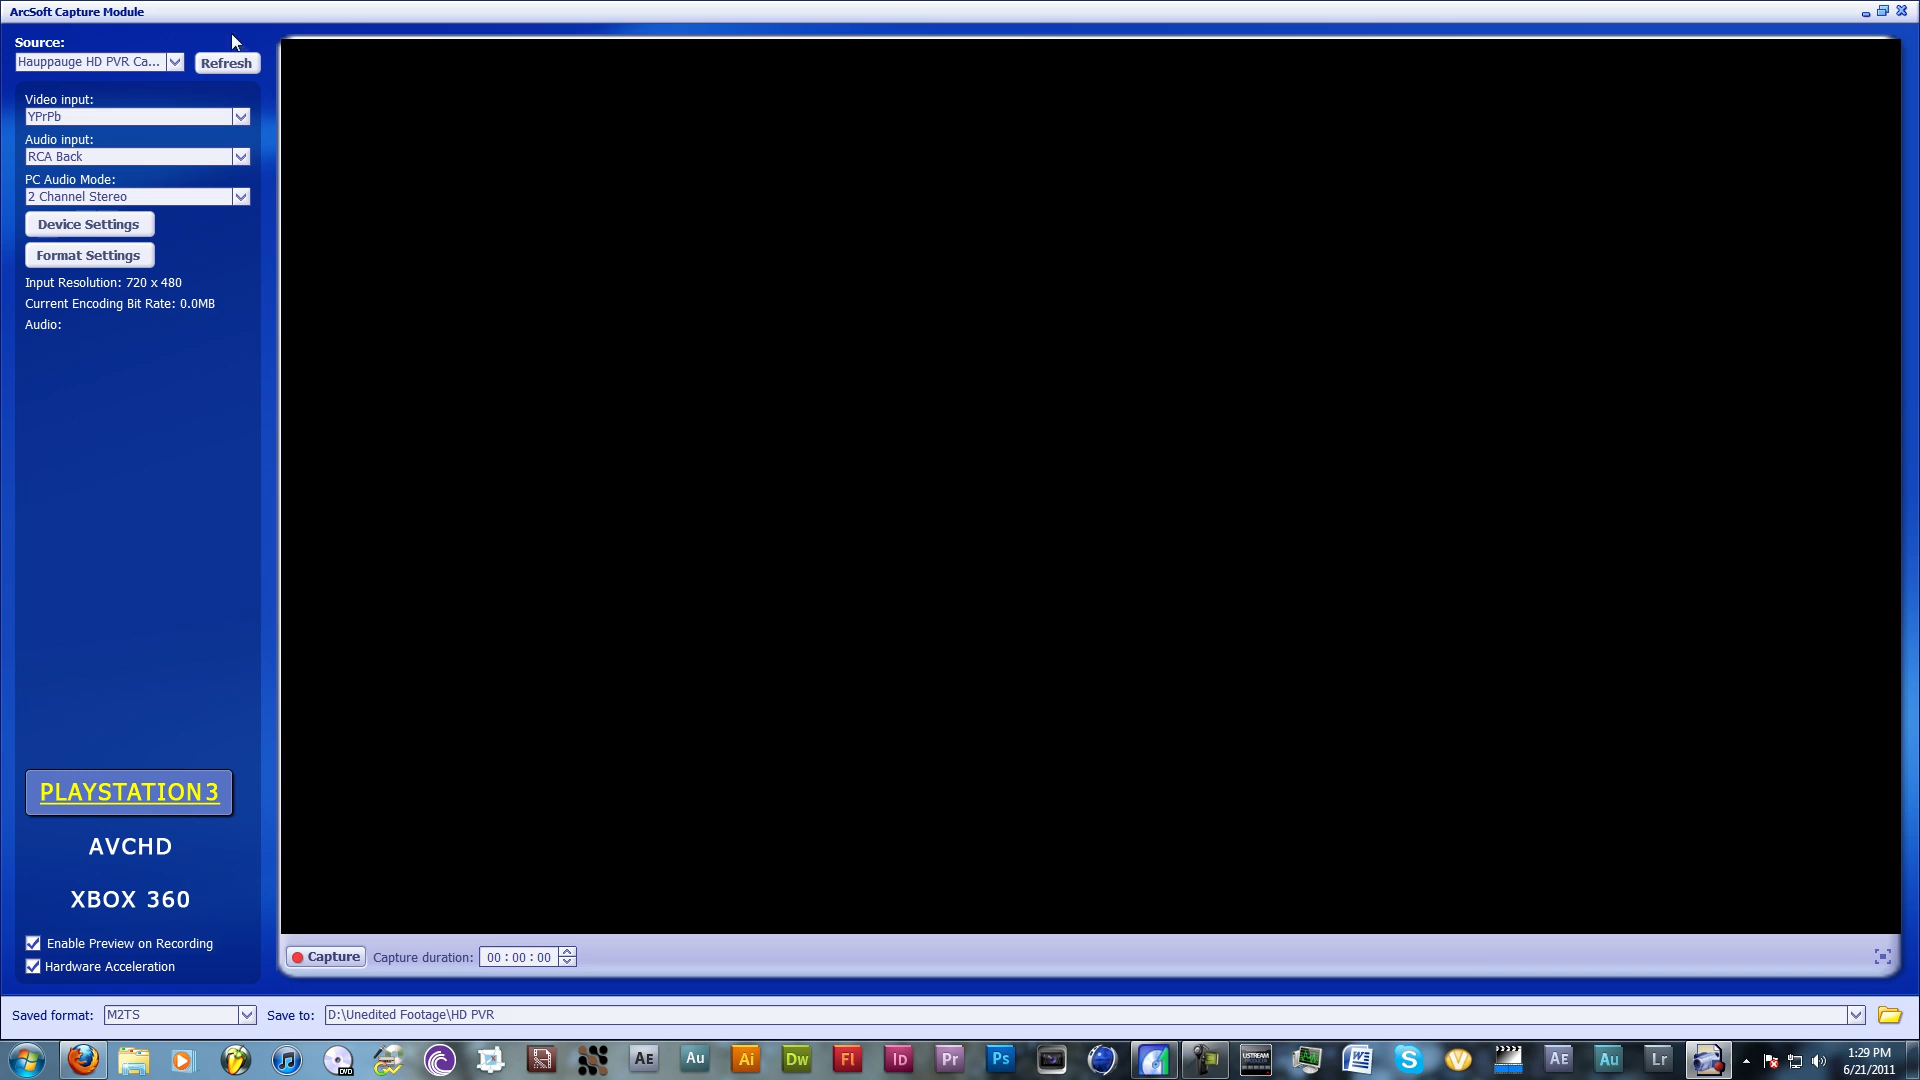 ArcSoft Capture Module
Source:
Hauppauge HD PVR Ca...
Refresh
Video input:
YPrPb
Audio input:
RCA Back
PC Audio Mode:
2 Channel Stereo
Device Settings
Format Settings
Input Resolution: 720 x 480
Current Encoding Bit Rate: 0.0MB
Audio:
PLAYSTATION3
AVCHD
XBOX 360
Enable Preview on Recording
Hardware Acceleration
Capture
Capture duration:
00 : 00 : 00
Saved format:
M2TS
Save to:
D:\Unedited Footage\HD PVR
DVD
AE
Au
Ai
Dw
Fl
Id
Pr
Ps
USTREAM
PRODUCER
W
S
V
AE
Au
Lr
1:29 PM
6/21/2011